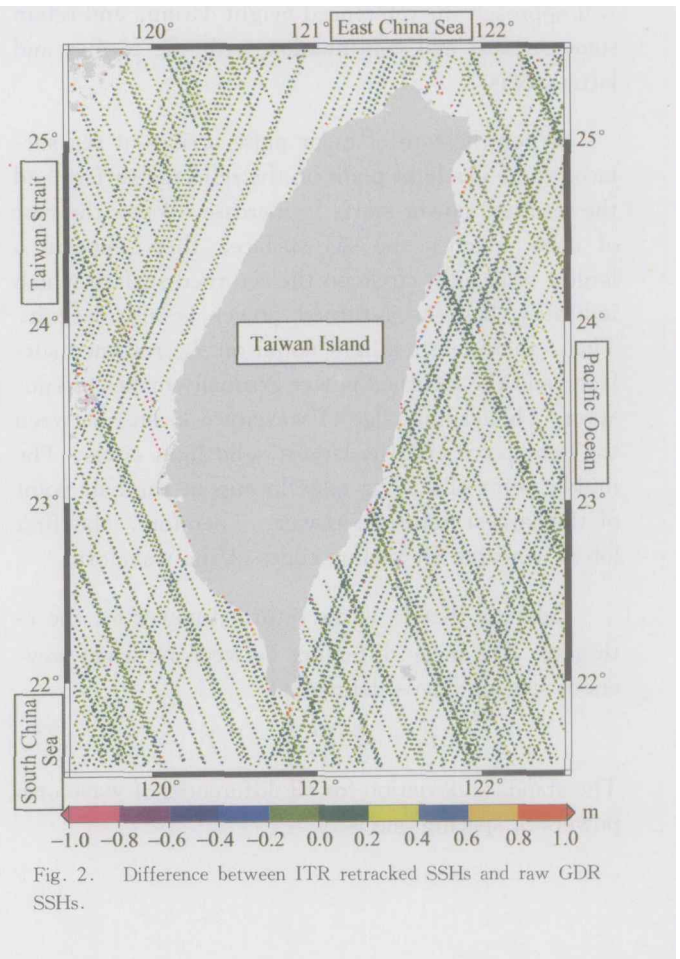 East China Sea
120° 121° 122°
25° 25°
Taiwan Strait
24° 24°
Taiwan Island
Pacific Ocean
23° 23°
22° 22°
South China
Sea
120° 121° 122°
m
-1.0 -0.8 -0.6 -0.4 -0.2 0.0 0.2 0.4 0.6 0.8 1.0
Fig. 2. Difference between ITR retracked SSHs and raw GDR
SSHs.